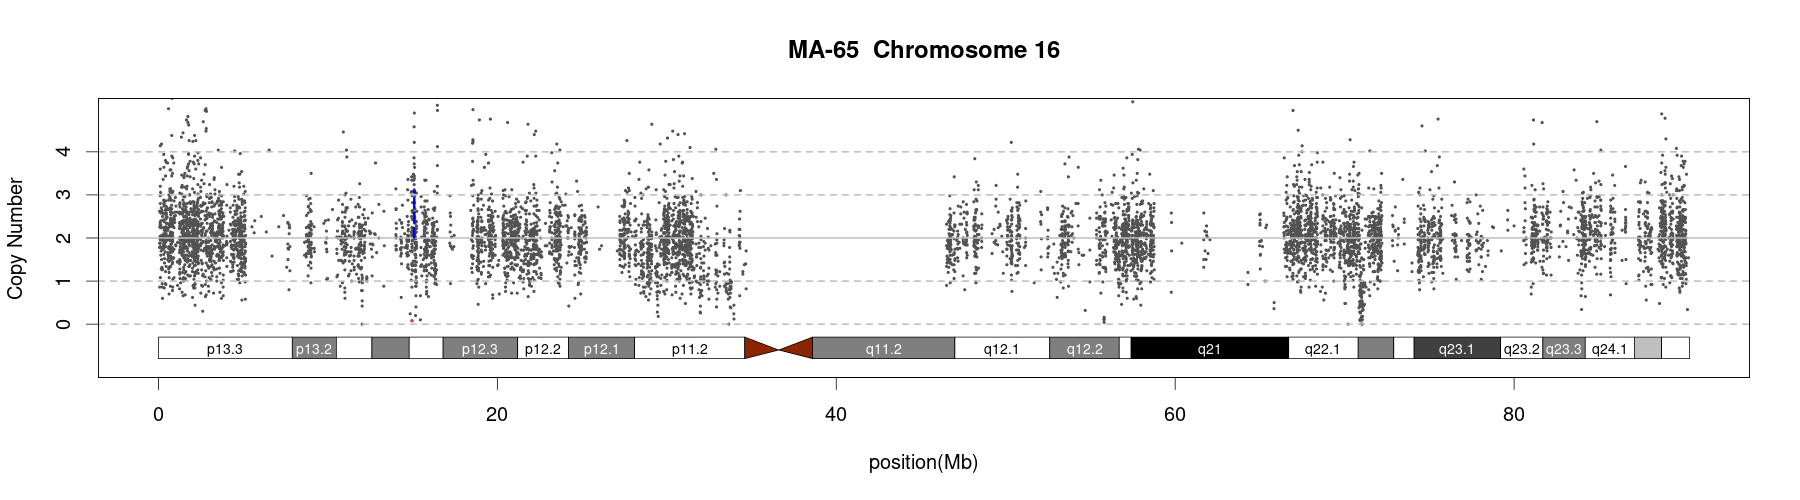 MA-65 Chromosome 16
Copy Number
4
3
2
1
0
p13.3 p13.2 p12.3 p12.2 p12.1 p11.2 q11.2 q12.1 q12.2 q21 q22.1 q23.1 q23.2 q23.3 q24.1
0 20 40 60 80
position(Mb)